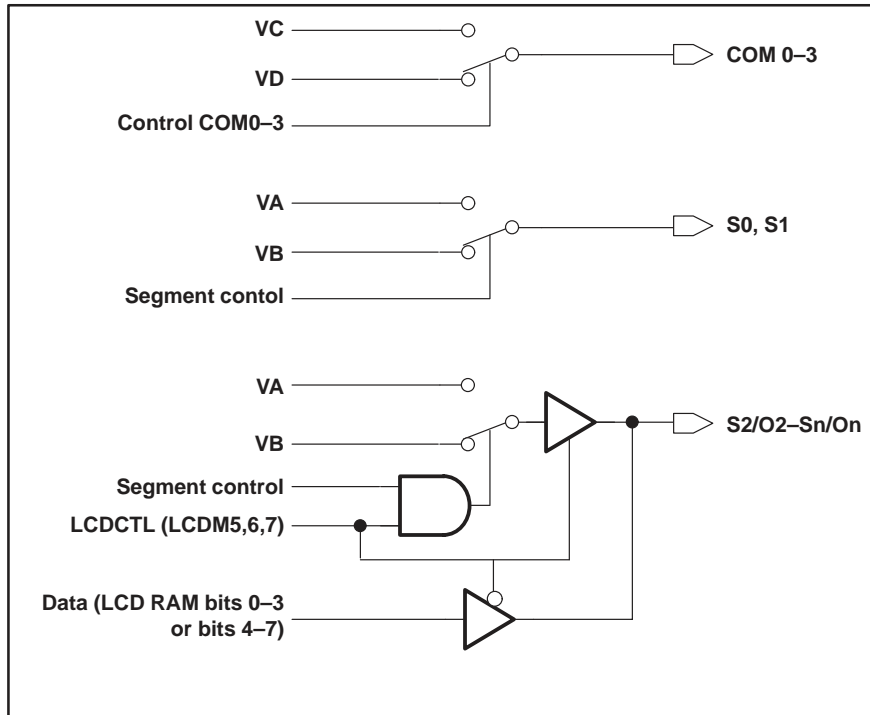 VC
COM 0–3
VD
Control COM0–3
VA
S0, S1
VB
Segment contol
VA
S2/O2–Sn/On
VB
Segment control
LCDCTL (LCDM5,6,7)
Data (LCD RAM bits 0–3
or bits 4–7)